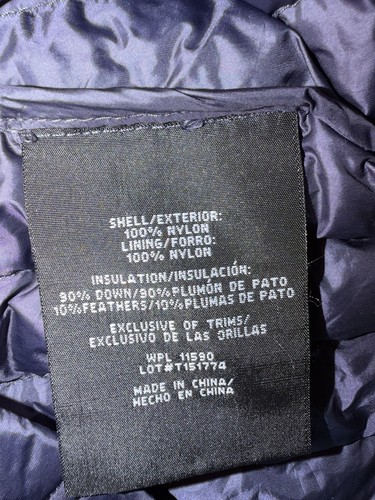 SHELL/EXTERIOR:
100% NYLON
LINING/FORRO:
100% NYLON
INSULATION/INSULACIÓN:
90% DOWN/90% PLUMÓN DE PATO
10%FEATHERS/10% PLUMAS DE PATO
EXCLUSIVE OF TRIMS/
EXCLUSIVO DE LAS ORILLAS
WPL 11590
LOT#T151774
MADE IN CHINA/
HECHO EN CHINA